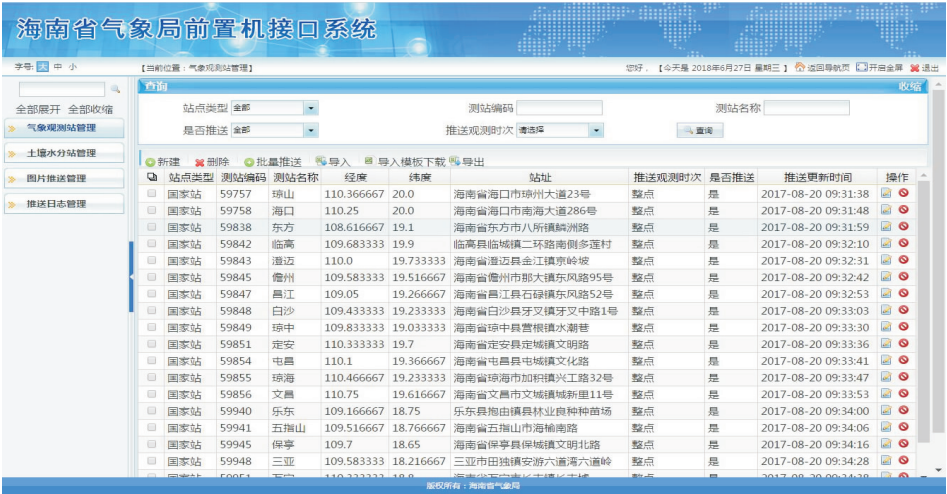 海南省气象局前置机接口系统
字号: 大 中 小 【当前位置：气象观测站管理】 您好， 【今天是 2018年6月27日 星期三 】 返回导航页 开启全屏 退出
全部展开 全部收缩
气象观测站管理
土壤水分站管理
图片推送管理
推送日志管理
查询 收缩
站点类型 全部 测站编码 测站名称
是否推送 全部 推送观测时次 请选择 查询
新建 删除 批量推送 导入 导入模板下载 导出
站点类型 测站编码 测站名称 经度 纬度 站址 推送观测时次 是否推送 推送更新时间 操作
国家站 59757 琼山 110.366667 20.0 海南省海口市琼州大道23号 整点 是 2017-08-20 09:31:38
国家站 59758 海口 110.25 20.0 海南省海口市南海大道286号 整点 是 2017-08-20 09:31:48
国家站 59838 东方 108.616667 19.1 海南省东方市八所镇鳞洲路 整点 是 2017-08-20 09:31:59
国家站 59842 临高 109.683333 19.9 临高县临城镇二环路南侧多莲村 整点 是 2017-08-20 09:32:10
国家站 59843 澄迈 110.0 19.733333 海南省澄迈县金江镇京岭坡 整点 是 2017-08-20 09:32:31
国家站 59845 儋州 109.583333 19.516667 海南省儋州市那大镇东风路95号 整点 是 2017-08-20 09:32:42
国家站 59847 昌江 109.05 19.266667 海南省昌江县石碌镇东风路52号 整点 是 2017-08-20 09:32:53
国家站 59848 白沙 109.433333 19.233333 海南省白沙县牙叉镇牙叉中路1号 整点 是 2017-08-20 09:33:03
国家站 59849 琼中 109.833333 19.033333 海南省琼中县营根镇水潮巷 整点 是 2017-08-20 09:33:30
国家站 59851 定安 110.333333 19.7 海南省定安县定城镇文明路 整点 是 2017-08-20 09:33:36
国家站 59854 屯昌 110.1 19.366667 海南省屯昌县屯城镇文化路 整点 是 2017-08-20 09:33:41
国家站 59855 琼海 110.466667 19.233333 海南省琼海市加积镇兴工路32号 整点 是 2017-08-20 09:33:47
国家站 59856 文昌 110.75 19.616667 海南省文昌市文城镇城新里11号 整点 是 2017-08-20 09:33:53
国家站 59940 乐东 109.166667 18.75 乐东县抱由镇县林业良种种苗场 整点 是 2017-08-20 09:34:00
国家站 59941 五指山 109.516667 18.766667 海南省五指山市海榆南路 整点 是 2017-08-20 09:34:06
国家站 59945 保亭 109.7 18.65 海南省保亭县保城镇文明北路 整点 是 2017-08-20 09:34:16
国家站 59948 三亚 109.583333 18.216667 三亚市田独镇安游六道湾六道岭 整点 是 2017-08-20 09:34:28
版权所有：海南省气象局